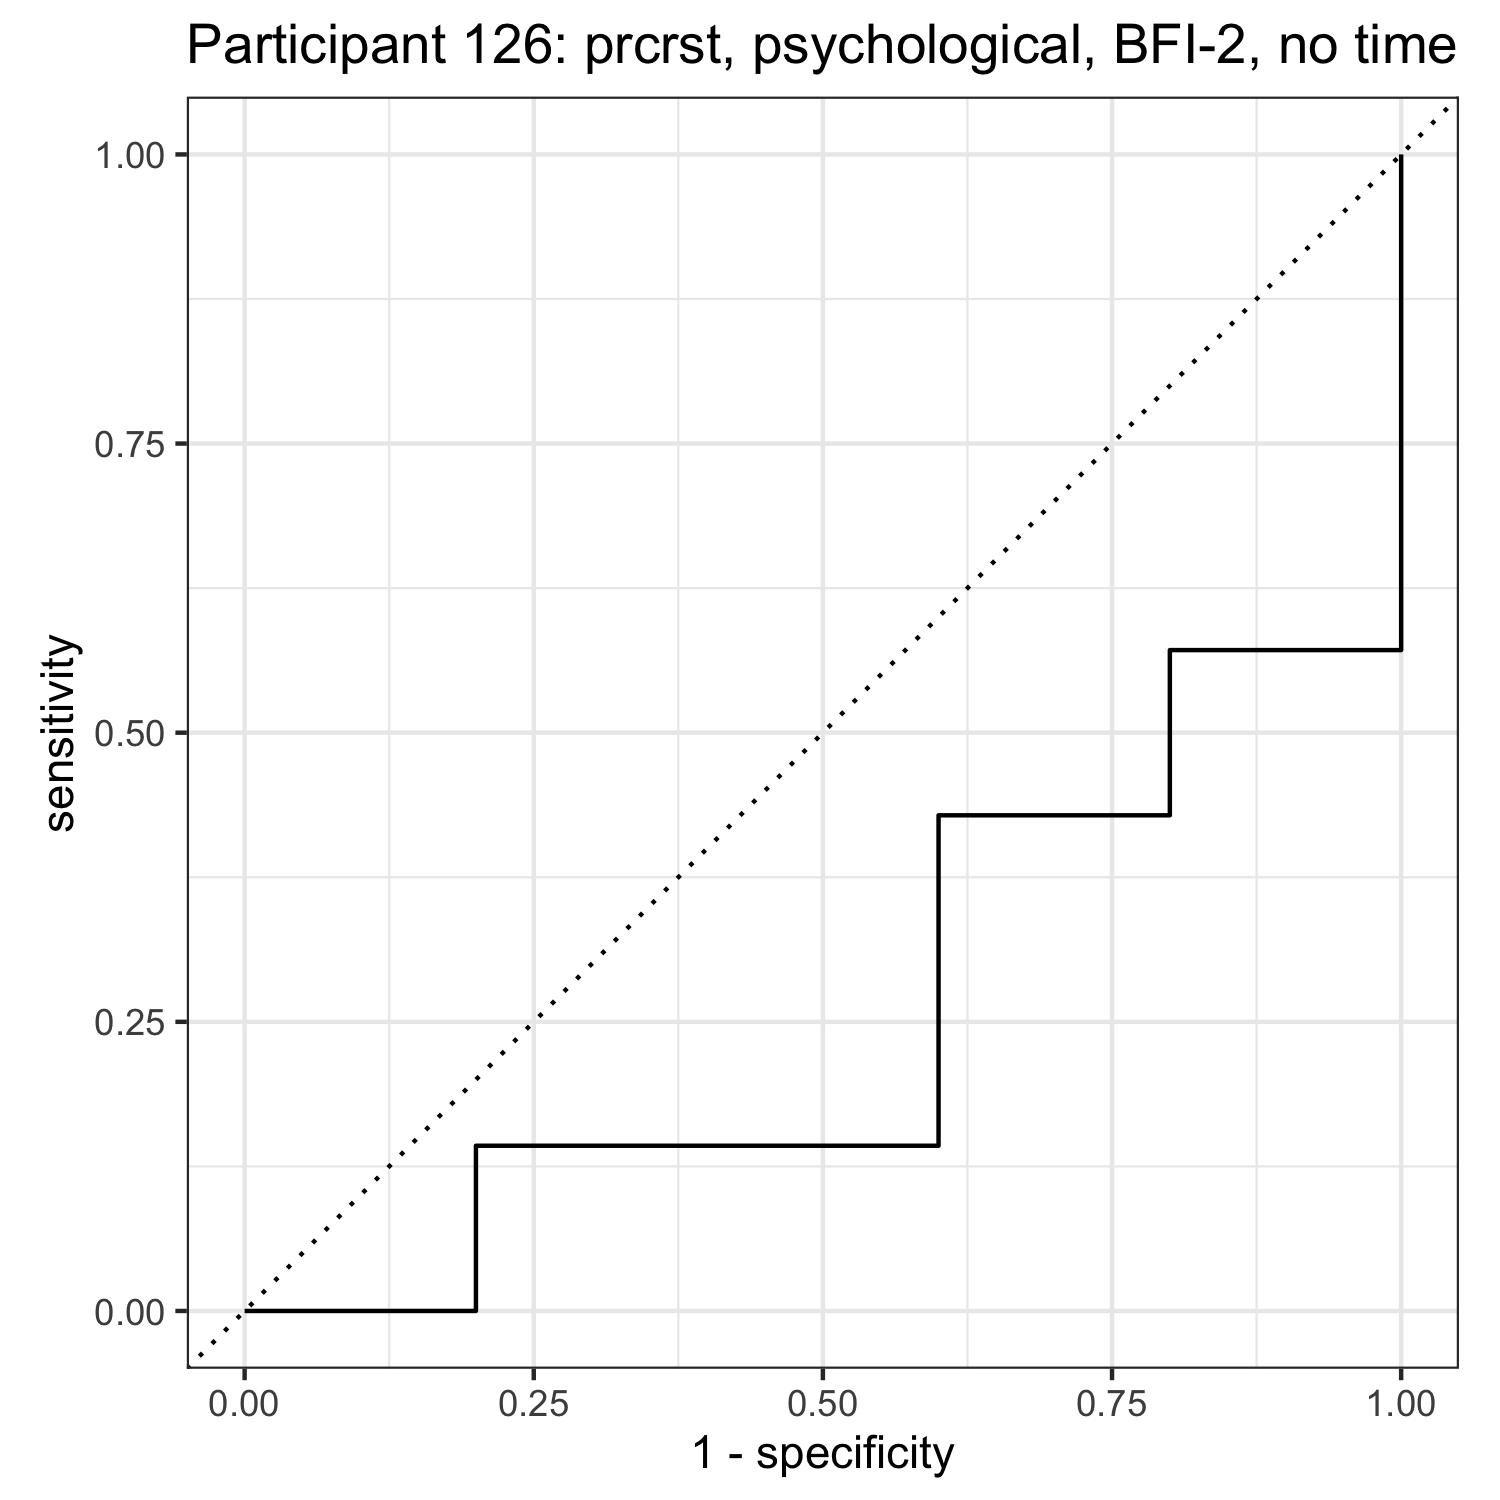 Participant 126: prcrst, psychological, BFI-2, no time
1.00
0.75
0.50
0.25
0.00
sensitivity
0.00 0.25 0.50 0.75 1.00
1 - specificity